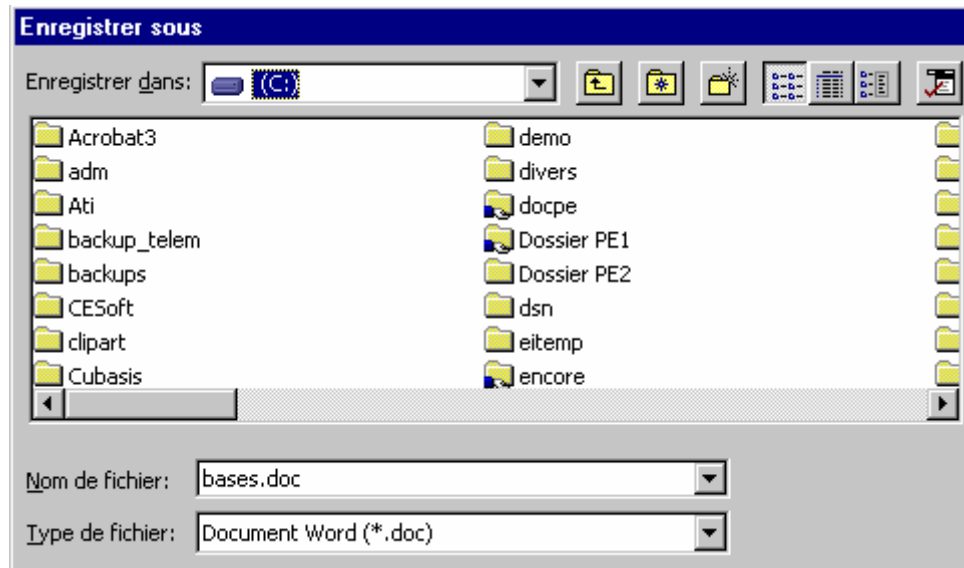 Enregistrer sous
Enregistrer dans: (C:)
Acrobat3
adm
Ati
backup_telem
backups
CESoft
clipart
Cubasis
demo
divers
docpe
Dossier PE1
Dossier PE2
dsn
eitemp
encore
Nom de fichier: bases.doc
Type de fichier: Document Word (*.doc)